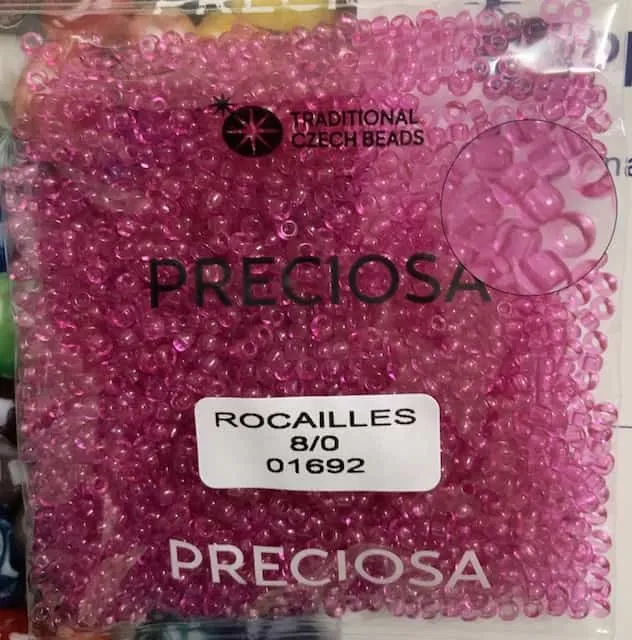 TRADITIONAL
CZECH BEADS
PRECIOSA
ROCAILLES
8/0
01692
PRECIOSA